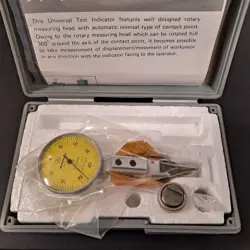 This Universal Test Indicator features well designed rotary
measuring head, with automatic reversal type of contact point.
Owing to the rotary measuring head which can be rotated full
300° around the axis of the contact point, it becomes possible
to take measurement of displacement/movement of workpiece
in any direction with the indicator facing to the operator.